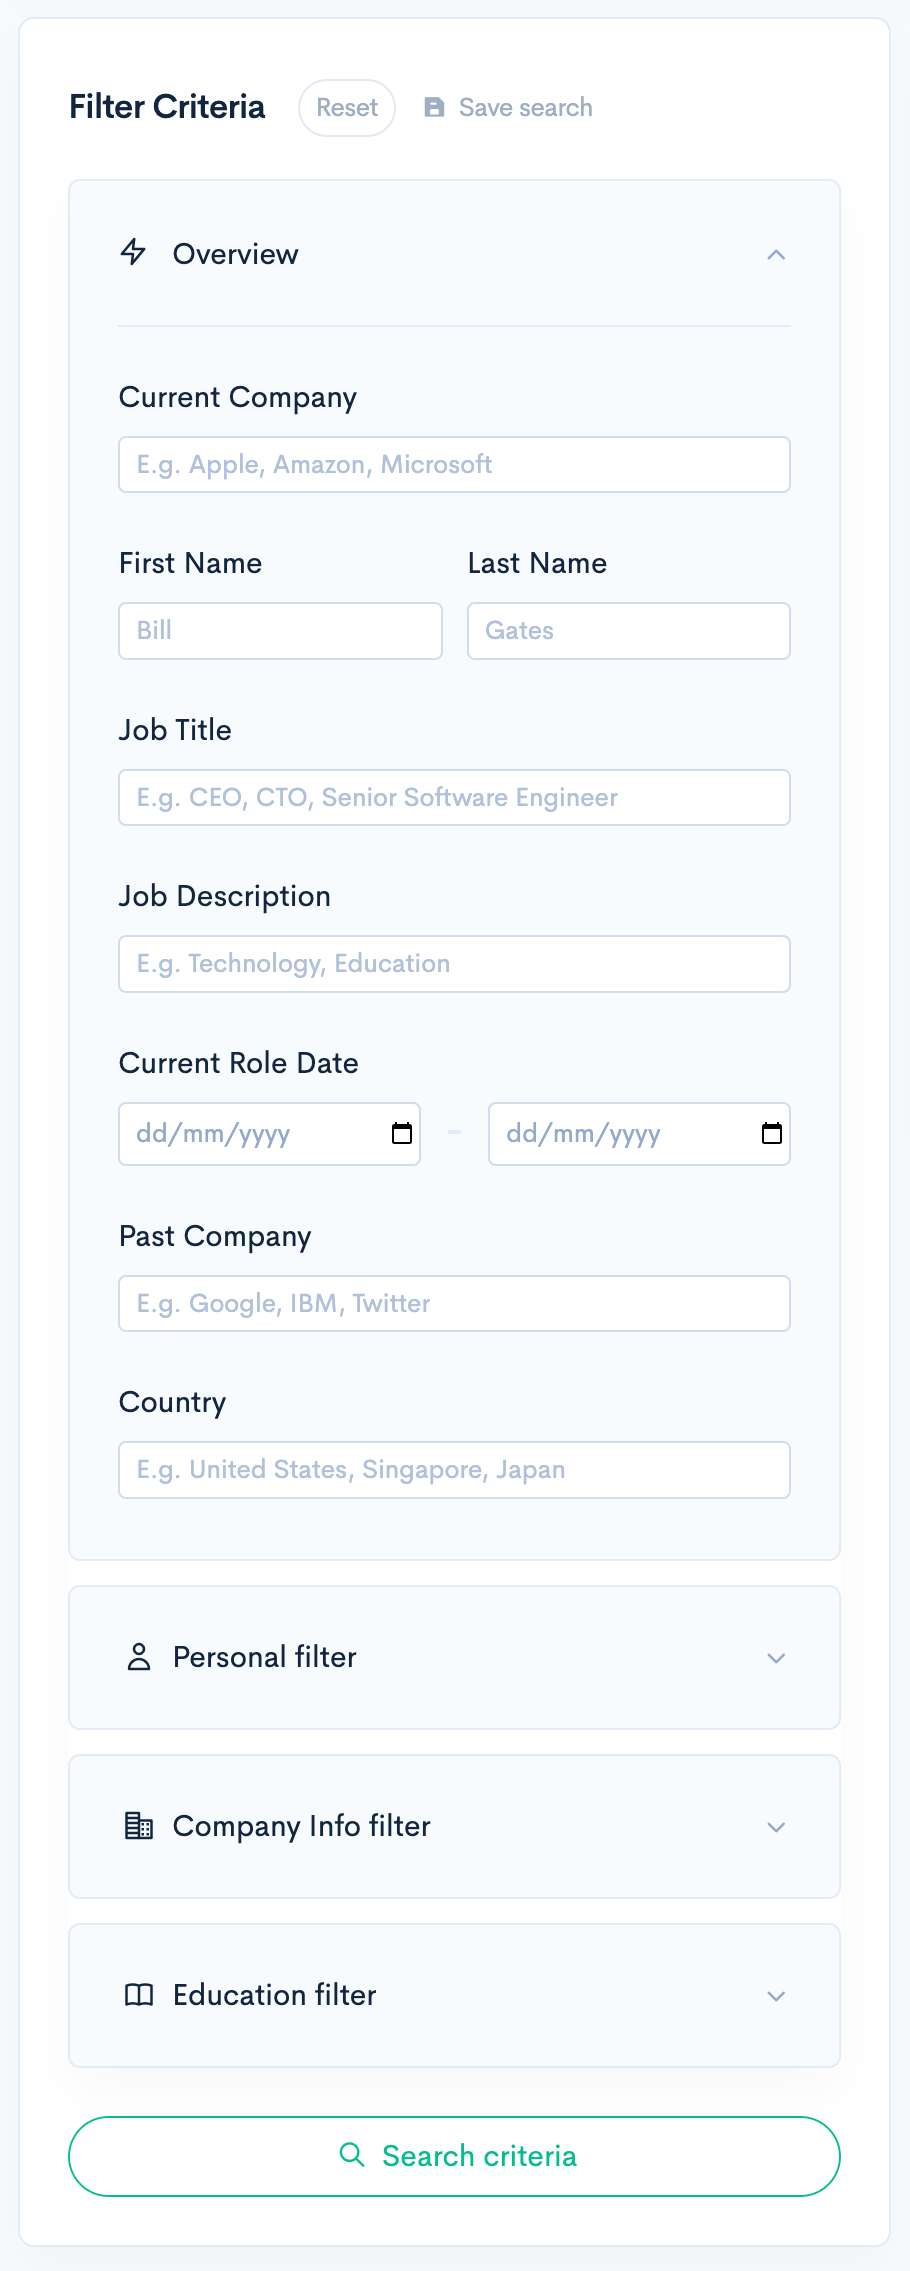 Filter Criteria Reset Save search
Overview
Current Company
E.g. Apple, Amazon, Microsoft
First Name Last Name
Bill Gates
Job Title
E.g. CEO, CTO, Senior Software Engineer
Job Description
E.g. Technology, Education
Current Role Date
dd/mm/yyyy - dd/mm/yyyy
Past Company
E.g. Google, IBM, Twitter
Country
E.g. United States, Singapore, Japan
Personal filter
Company Info filter
Education filter
Search criteria